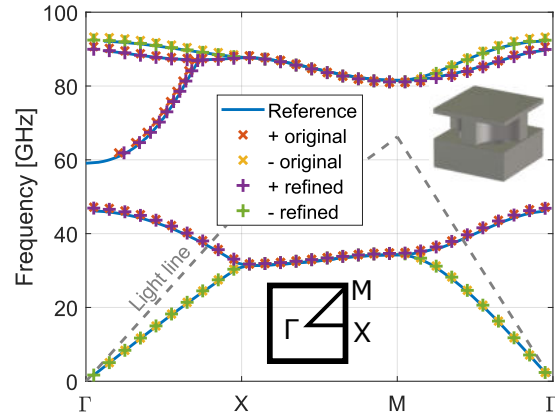 Frequency [GHz]
100
80
60
40
20
0
Reference
+ original
- original
+ refined
- refined
Light line
M
Γ
X
Γ
X
M
Γ